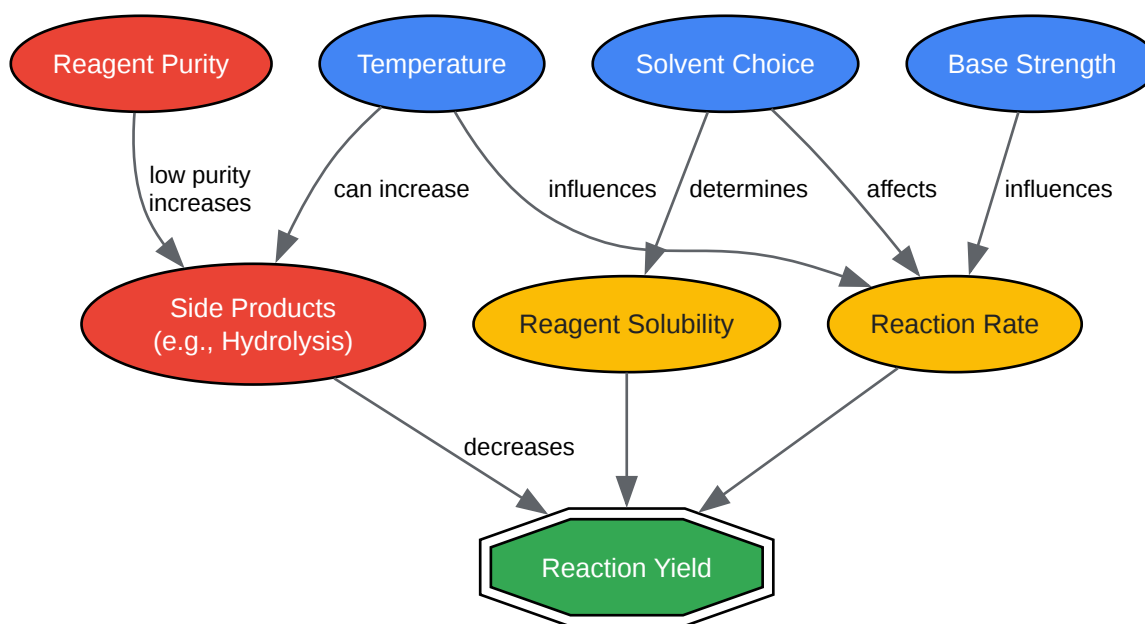 Reagent Purity
Temperature
Solvent Choice
Base Strength
low purity
increases
can increase
influences
determines
affects
influences
Side Products
(e.g., Hydrolysis)
Reagent Solubility
Reaction Rate
decreases
Reaction Yield